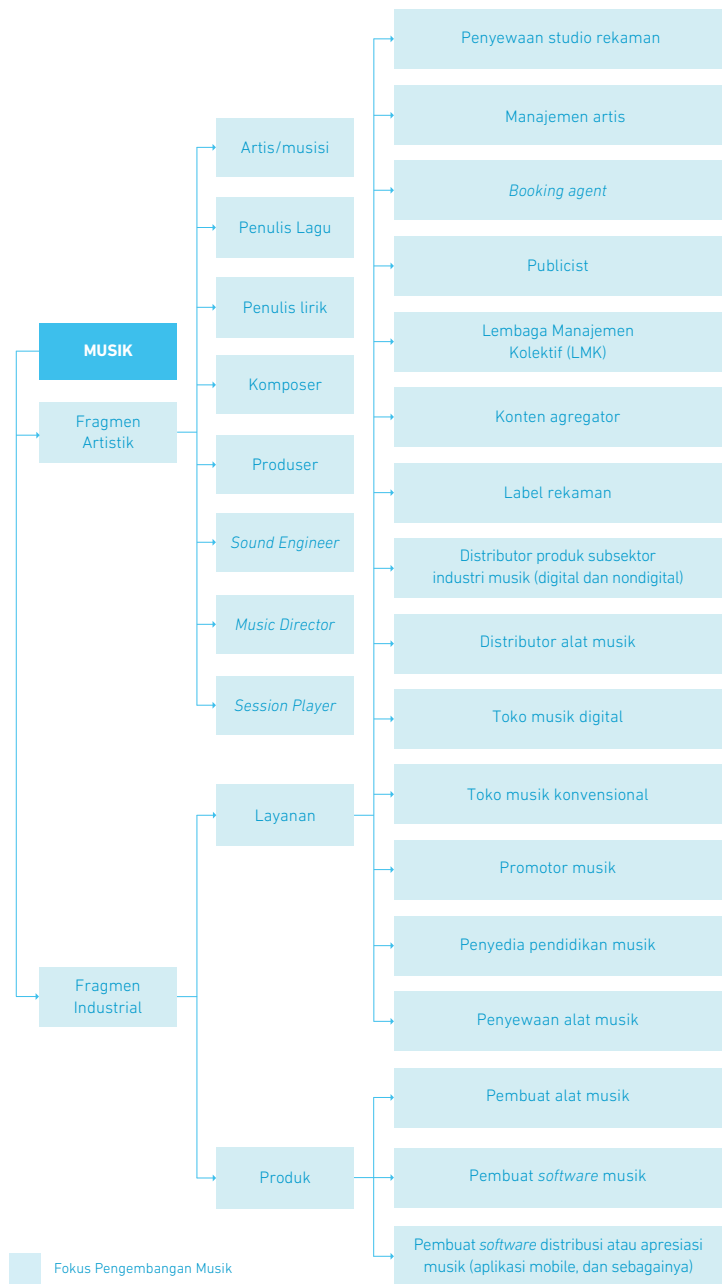 MUSIK
Fragmen
Artistik
Artis/musisi
Penulis Lagu
Penulis lirik
Komposer
Produser
Sound Engineer
Music Director
Session Player
Fragmen
Industrial
Layanan
Penyewaan studio rekaman
Manajemen artis
Booking agent
Publicist
Lembaga Manajemen
Kolektif (LMK)
Konten agregator
Label rekaman
Distributor produk subsektor
industri musik (digital dan nondigital)
Distributor alat musik
Toko musik digital
Toko musik konvensional
Promotor musik
Penyedia pendidikan musik
Penyewaan alat musik
Produk
Pembuat alat musik
Pembuat software musik
Pembuat software distribusi atau apresiasi
musik (aplikasi mobile, dan sebagainya)
Fokus Pengembangan Musik